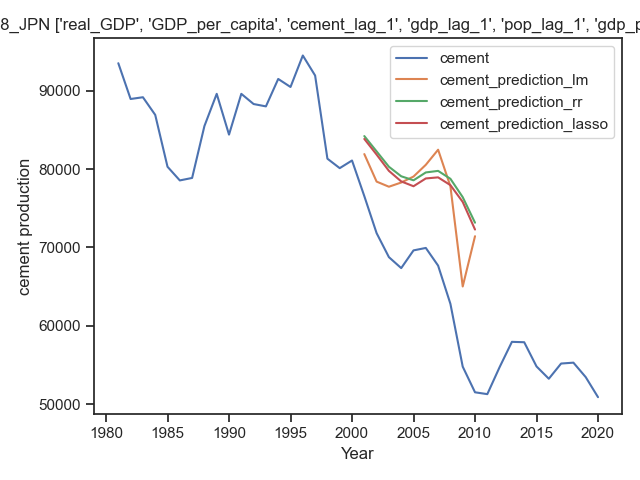 8_JPN ['real_GDP', 'GDP_per_capita', 'cement_lag_1', 'gdp_lag_1', 'pop_lag_1', 'gdp_p
cement
cement_prediction_lm
cement_prediction_rr
cement_prediction_lasso
90000
80000
70000
60000
50000
cement production
1980 1985 1990 1995 2000 2005 2010 2015 2020
Year